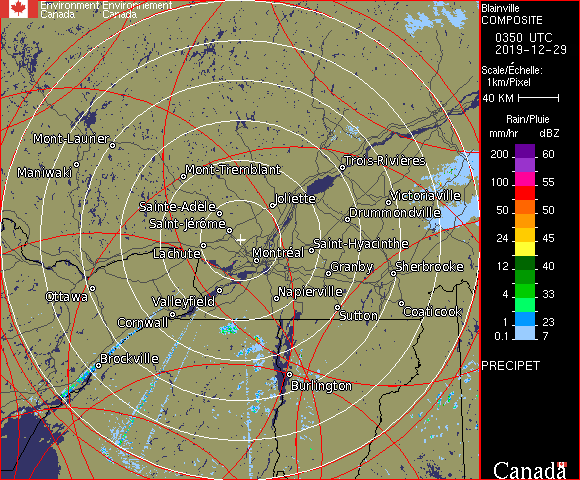 Environment Environnement
Canada Canada
Blainville
COMPOSITE
0350 UTC
2019-12-29
Scale/Échelle:
1km/Pixel
40 KM
Rain/Pluie
mm/hr dBZ
200 60
100 55
50 50
24 45
12 40
4 33
1 23
0.1 7
PRECIPET
Mont-Laurier
Maniwaki
Mont-Tremblant
Trois-Rivières
Sainte-Adèle
Joliette
Victoriaville
Drummondville
Saint-Jérôme
Lachute
Montréal
Saint-Hyacinthe
Granby
Sherbrooke
Ottawa
Valleyfield
Napierville
Cornwall
Sutton
Coaticook
Brockville
Burlington
Canada